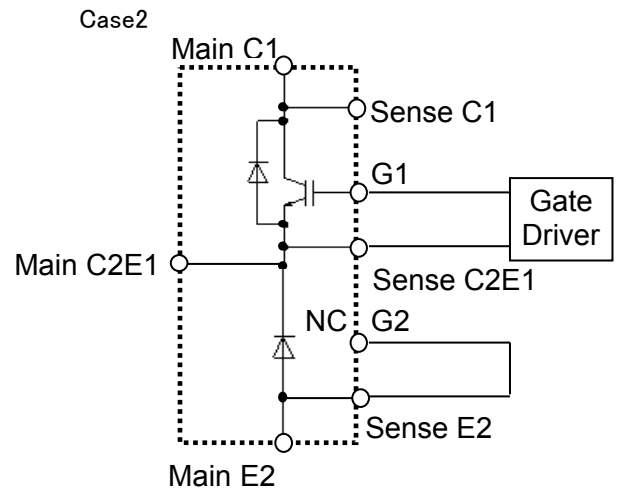 Case2
Main C1
Sense C1
G1
Gate
Driver
Main C2E1
Sense C2E1
NC G2
Sense E2
Main E2